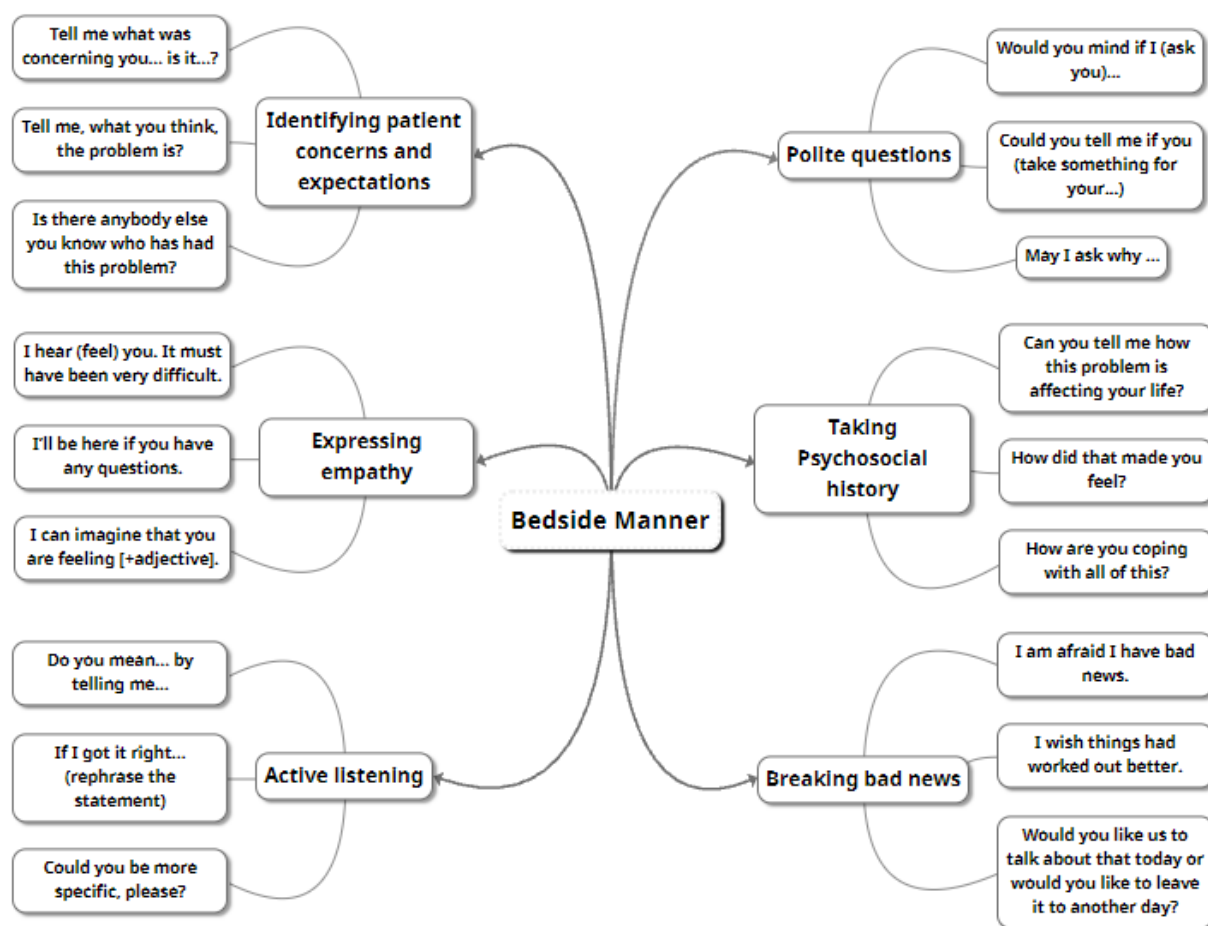 Tell me what was
concerning you... is it...?
Tell me, what you think,
the problem is?
Is there anybody else
you know who has had
this problem?
Identifying patient
concerns and
expectations
I hear (feel) you. It must
have been very difficult.
I'll be here if you have
any questions.
I can imagine that you
are feeling [+adjective].
Expressing
empathy
Do you mean... by
telling me...
If I got it right...
(rephrase the
statement)
Could you be more
specific, please?
Active listening
Bedside Manner
Polite questions
Would you mind if I (ask
you)...
Could you tell me if you
(take something for
your...)
May I ask why ...
Taking
Psychosocial
history
Can you tell me how
this problem is
affecting your life?
How did that made you
feel?
How are you coping
with all of this?
Breaking bad news
I am afraid I have bad
news.
I wish things had
worked out better.
Would you like us to
talk about that today or
would you like to leave
it to another day?